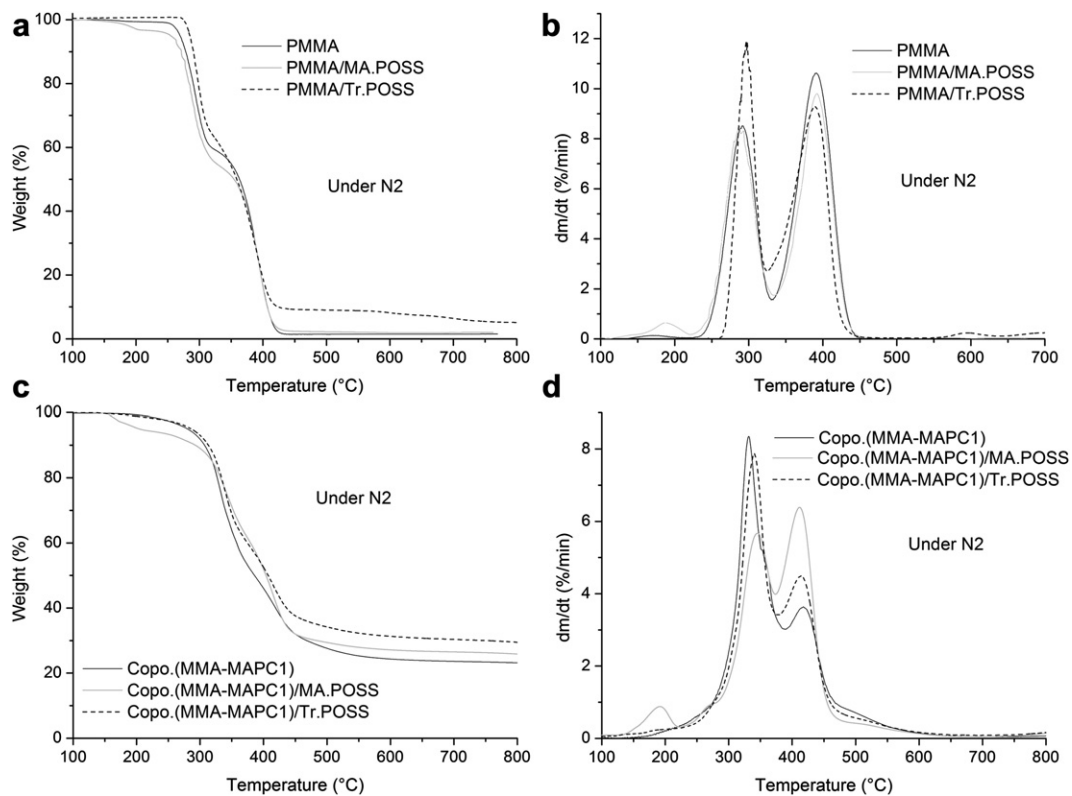 a
PMMA
PMMA/MA.POSS
PMMA/Tr.POSS
Under N2
Weight (%)
100
80
60
40
20
0
100 200 300 400 500 600 700 800
Temperature (°C)
b
PMMA
PMMA/MA.POSS
PMMA/Tr.POSS
Under N2
dm/dt (%/min)
12
10
8
6
4
2
0
100 200 300 400 500 600 700
Temperature (°C)
c
Under N2
Copo.(MMA-MAPC1)
Copo.(MMA-MAPC1)/MA.POSS
Copo.(MMA-MAPC1)/Tr.POSS
Weight (%)
100
80
60
40
20
0
100 200 300 400 500 600 700 800
Temperature (°C)
d
Copo.(MMA-MAPC1)
Copo.(MMA-MAPC1)/MA.POSS
Copo.(MMA-MAPC1)/Tr.POSS
Under N2
dm/dt (%/min)
8
6
4
2
0
100 200 300 400 500 600 700 800
Temperature (°C)